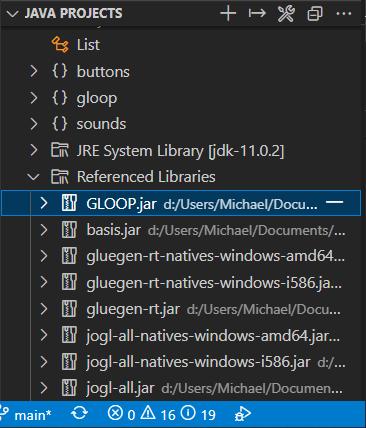 JAVA PROJECTS
List
buttons
gloop
sounds
JRE System Library [jdk-11.0.2]
Referenced Libraries
GLOOP.jar d:/Users/Michael/Docu...
basis.jar d:/Users/Michael/Documents/...
gluegen-rt-natives-windows-amd64...
gluegen-rt-natives-windows-i586.ja...
gluegen-rt.jar d:/Users/Michael/Docu...
jogl-all-natives-windows-amd64.jar...
jogl-all-natives-windows-i586.jar d...
jogl-all.jar d:/Users/Michael/Documen...
main* 0 16 19